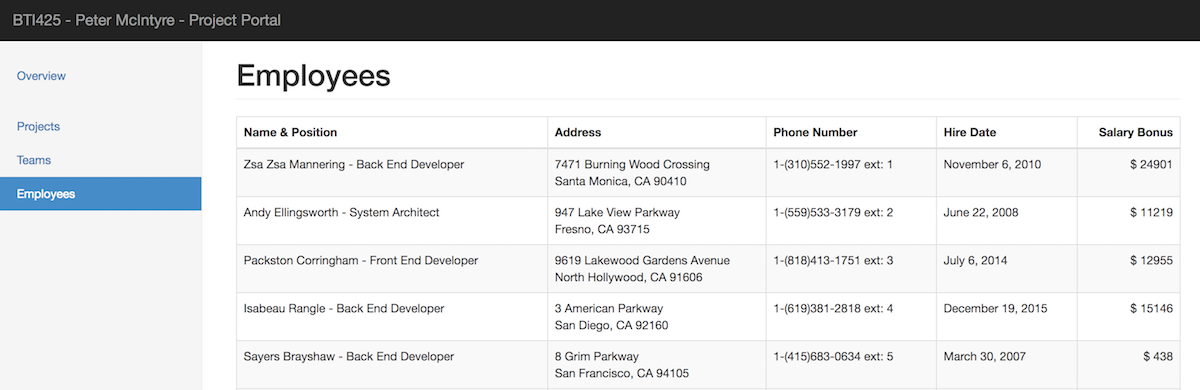 BTI425 - Peter McIntyre - Project Portal
Overview
Projects
Teams
Employees
Employees
Name & Position Address Phone Number Hire Date Salary Bonus
Zsa Zsa Mannering - Back End Developer 7471 Burning Wood Crossing 1-(310)552-1997 ext: 1 November 6, 2010 $ 24901
Santa Monica, CA 90410
Andy Ellingsworth - System Architect 947 Lake View Parkway 1-(559)533-3179 ext: 2 June 22, 2008 $ 11219
Fresno, CA 93715
Packston Corringham - Front End Developer 9619 Lakewood Gardens Avenue 1-(818)413-1751 ext: 3 July 6, 2014 $ 12955
North Hollywood, CA 91606
Isabeau Rangle - Back End Developer 3 American Parkway 1-(619)381-2818 ext: 4 December 19, 2015 $ 15146
San Diego, CA 92160
Sayers Brayshaw - Back End Developer 8 Grim Parkway 1-(415)683-0634 ext: 5 March 30, 2007 $ 438
San Francisco, CA 94105